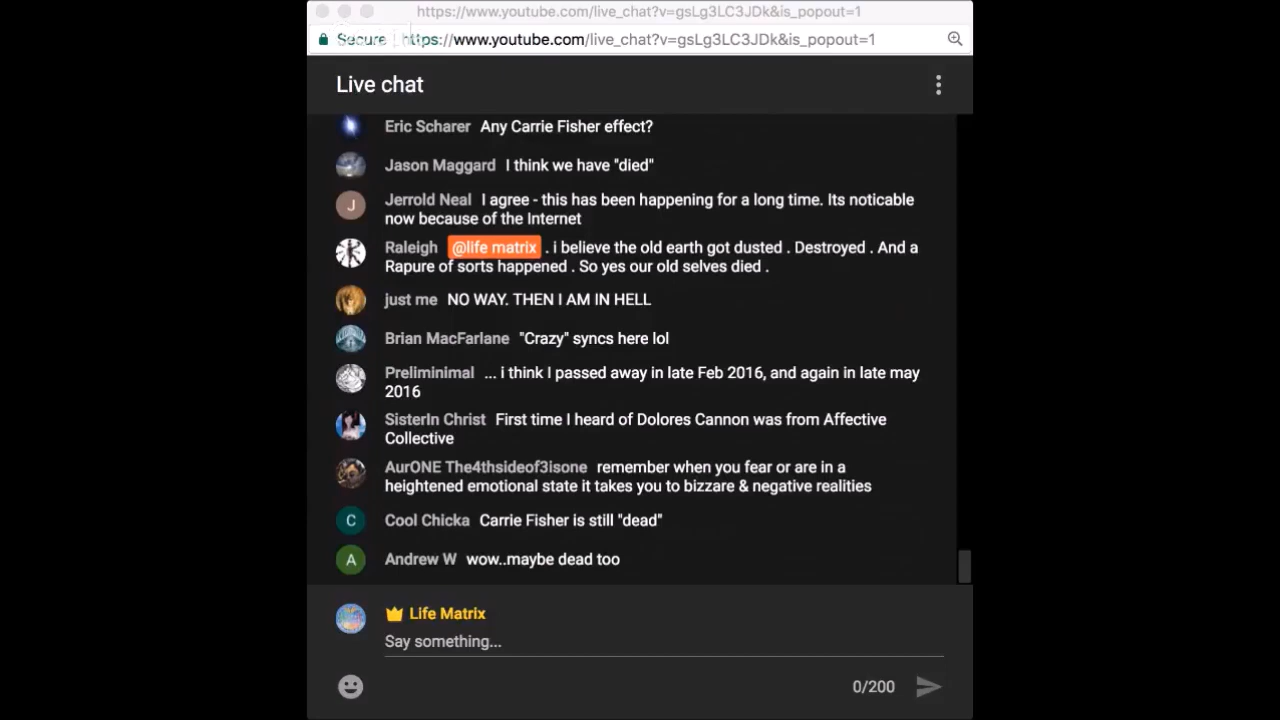 https://www.youtube.com/live_chat?v=gsLg3LC3JDk&is_popout=1
Secure https://www.youtube.com/live_chat?v=gsLg3LC3JDk&is_popout=1
Live chat
Eric Scharer Any Carrie Fisher effect?
Jason Maggard I think we have "died"
J Jerrold Neal I agree - this has been happening for a long time. Its noticable
now because of the Internet
Raleigh @life matrix . i believe the old earth got dusted . Destroyed . And a
Rapure of sorts happened . So yes our old selves died .
just me NO WAY. THEN I AM IN HELL
Brian MacFarlane "Crazy" syncs here lol
Preliminimal ... i think I passed away in late Feb 2016, and again in late may
2016
SisterIn Christ First time I heard of Dolores Cannon was from Affective
Collective
AurONE The4thsideof3isone remember when you fear or are in a
heightened emotional state it takes you to bizzare & negative realities
C Cool Chicka Carrie Fisher is still "dead"
A Andrew W wow..maybe dead too
Life Matrix
Say something...
0/200